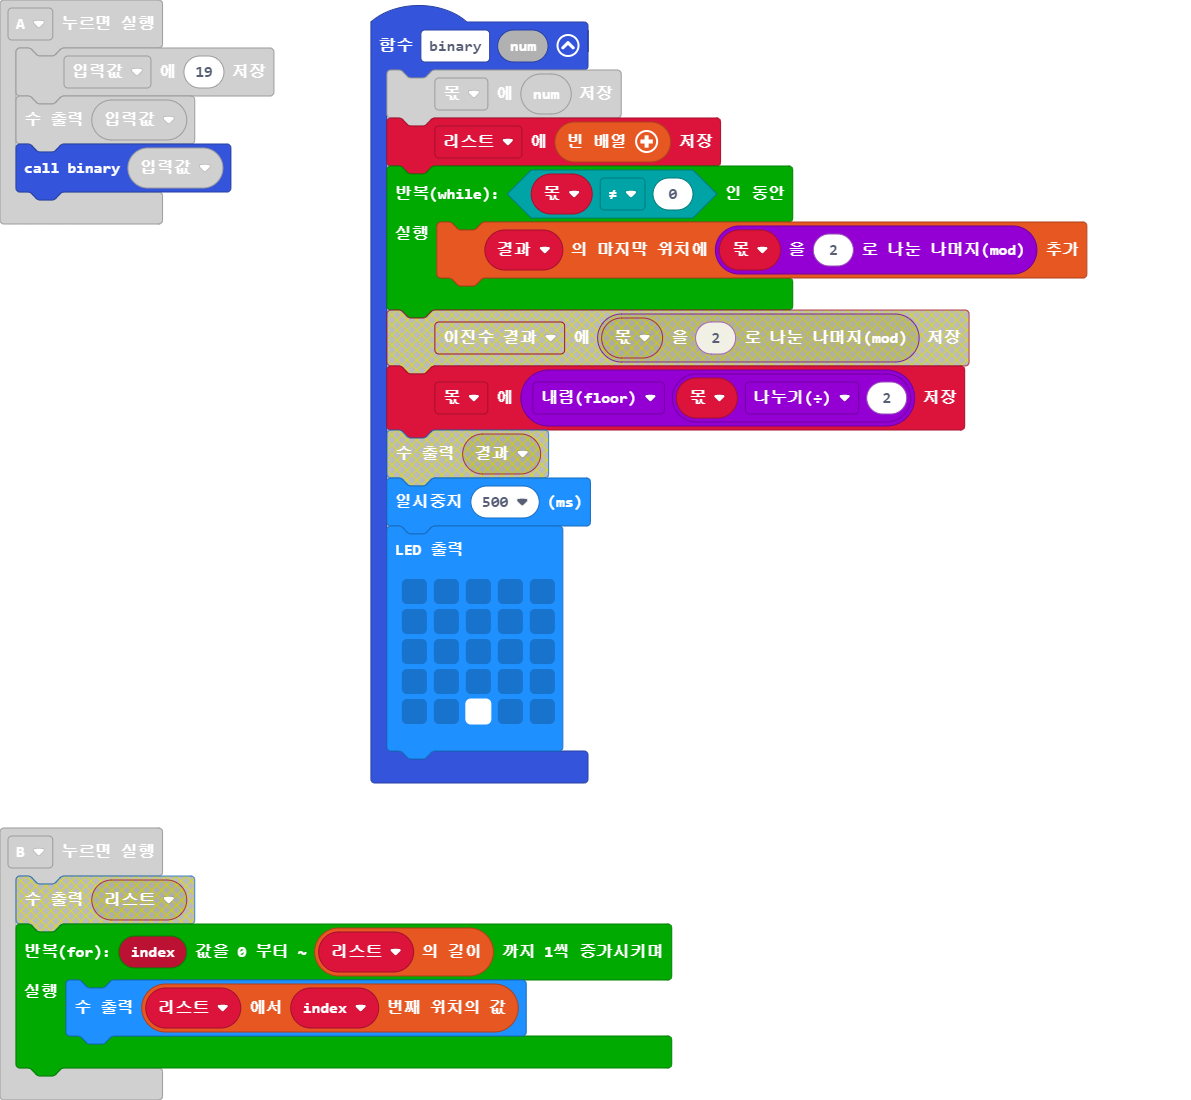 A 누르면 실행
입력값 에 19 저장
수 출력 입력값
call binary 입력값
함수 binary num
몫 에 num 저장
리스트 에 빈 배열 저장
반복(while): 몫 ≠ 0 인 동안
실행
결과 의 마지막 위치에 몫 을 2 로 나눈 나머지(mod) 추가
이진수 결과 에 몫 을 2 로 나눈 나머지(mod) 저장
몫 에 내림(floor) 몫 나누기(÷) 2 저장
수 출력 결과
일시중지 500 (ms)
LED 출력
B 누르면 실행
수 출력 리스트
반복(for): index 값을 0 부터 ~ 리스트 의 길이 까지 1씩 증가시키며
실행
수 출력 리스트 에서 index 번째 위치의 값